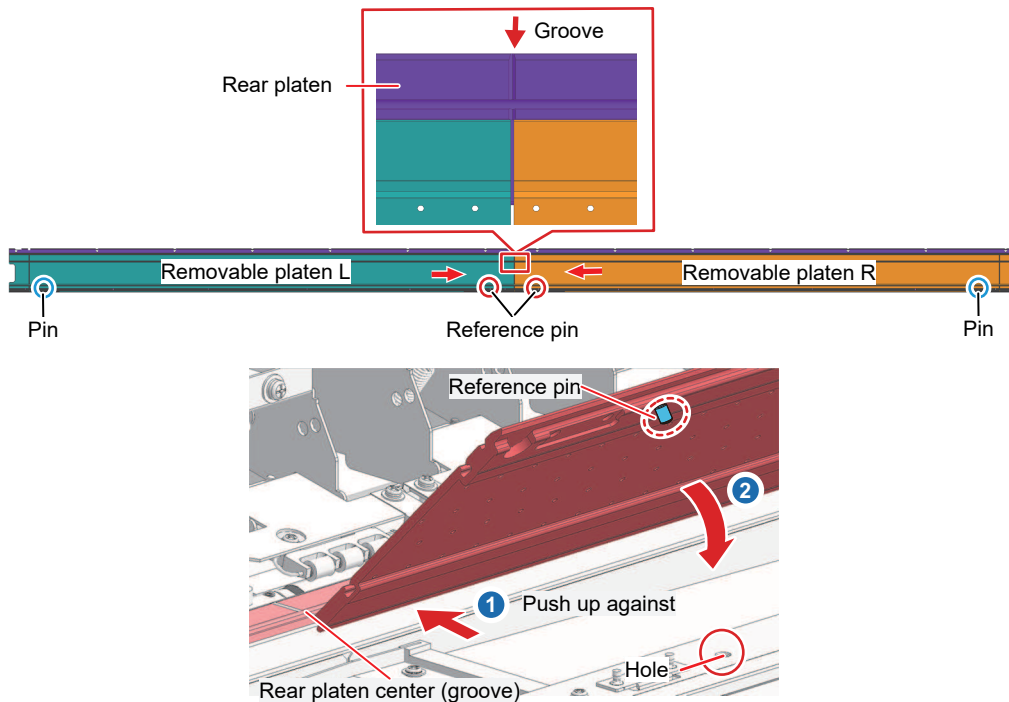 Groove
Rear platen
Removable platen L
Removable platen R
Pin
Reference pin
Pin
Reference pin
2
1
Push up against
Hole
Rear platen center (groove)